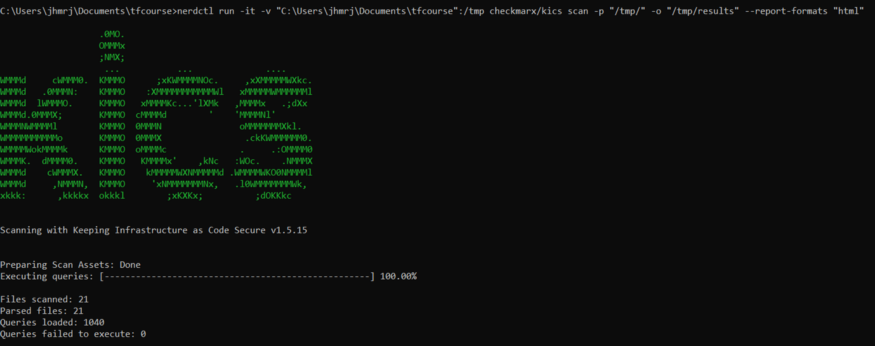 C:\Users\jhmrj\Documents\tfcourse>nerdctl run -it -v "C:\Users\jhmrj\Documents\tfcourse":/tmp checkmarx/kics scan -p "/tmp/" -o "/tmp/results" --report-formats "html"
.0MO.
OMMMx
;NMX;
... ... ....
WMMMd cWMMM0. KMMMO ;xKWMMMMNOc. ,xXMMMMWXkc.
WMMMd .0MMMN: KMMMO :XMMMMMMMMMMMWl xMMMMMWMMMMMMl
WMMMd lWMMMO. KMMMO xMMMMKc...'lXMk ,MMMMx .;dXx
WMMMd.0MMMX; KMMMO cMMMMd ' 'MMMMNl'
WMMMNWMMMMl KMMMO 0MMMN oMMMMMMMXkl.
WMMMMMMMMMMo KMMMO 0MMMX .ckKWMMMMMM0.
WMMMMWokMMMMk KMMMO oMMMMc . .:OMMMM0
WMMMK. dMMMM0. KMMMO KMMMMx' ,kNc :WOc. .NMMMX
WMMMd cWMMMX. KMMMO kMMMMMWXNMMMMMd .WMMMMWKO0NMMMMl
WMMMd ,NMMMN, KMMMO 'xNMMMMMMMNx, .l0WMMMMMMMWk,
xkkk: ,kkkkx okkkl ;xKXKx; ;dOKKkc
Scanning with Keeping Infrastructure as Code Secure v1.5.15
Preparing Scan Assets: Done
Executing queries: [---------------------------------------------------] 100.00%
Files scanned: 21
Parsed files: 21
Queries loaded: 1040
Queries failed to execute: 0